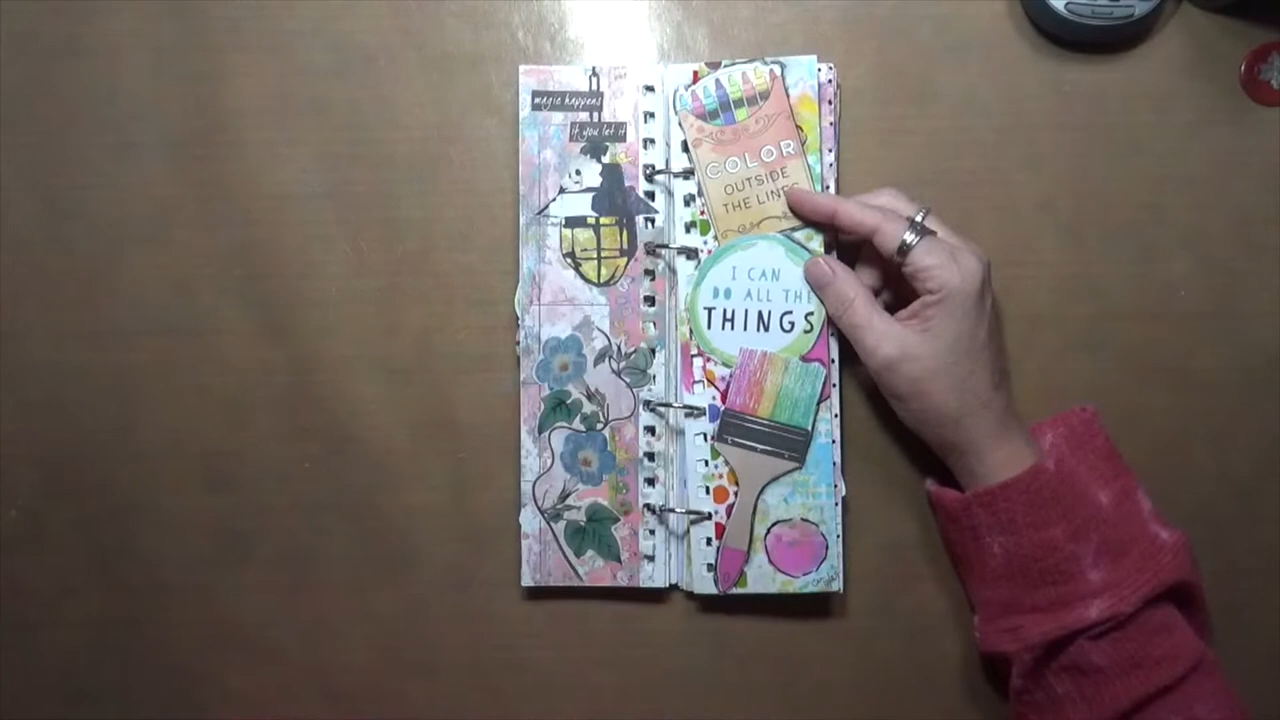 magic happens
if you let it
COLOR
OUTSIDE
THE LINES
I CAN
DO ALL THE
THINGS